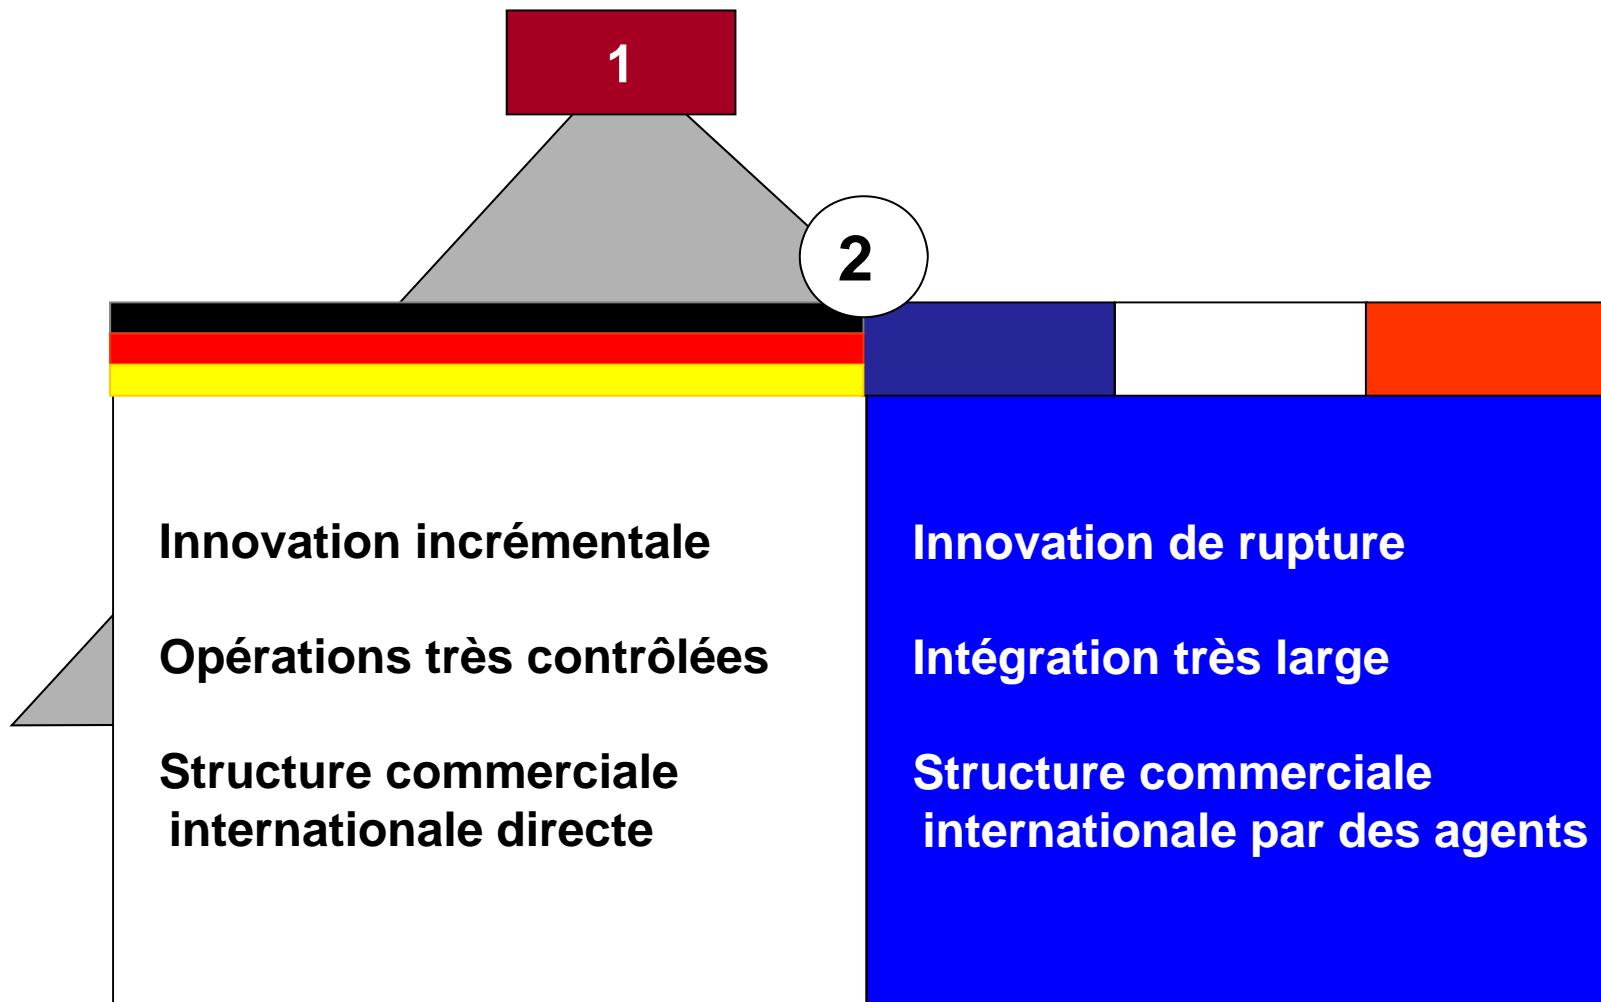 1
2
Innovation incrémentale
Opérations très contrôlées
Structure commerciale
internationale directe
Innovation de rupture
Intégration très large
Structure commerciale
internationale par des agents